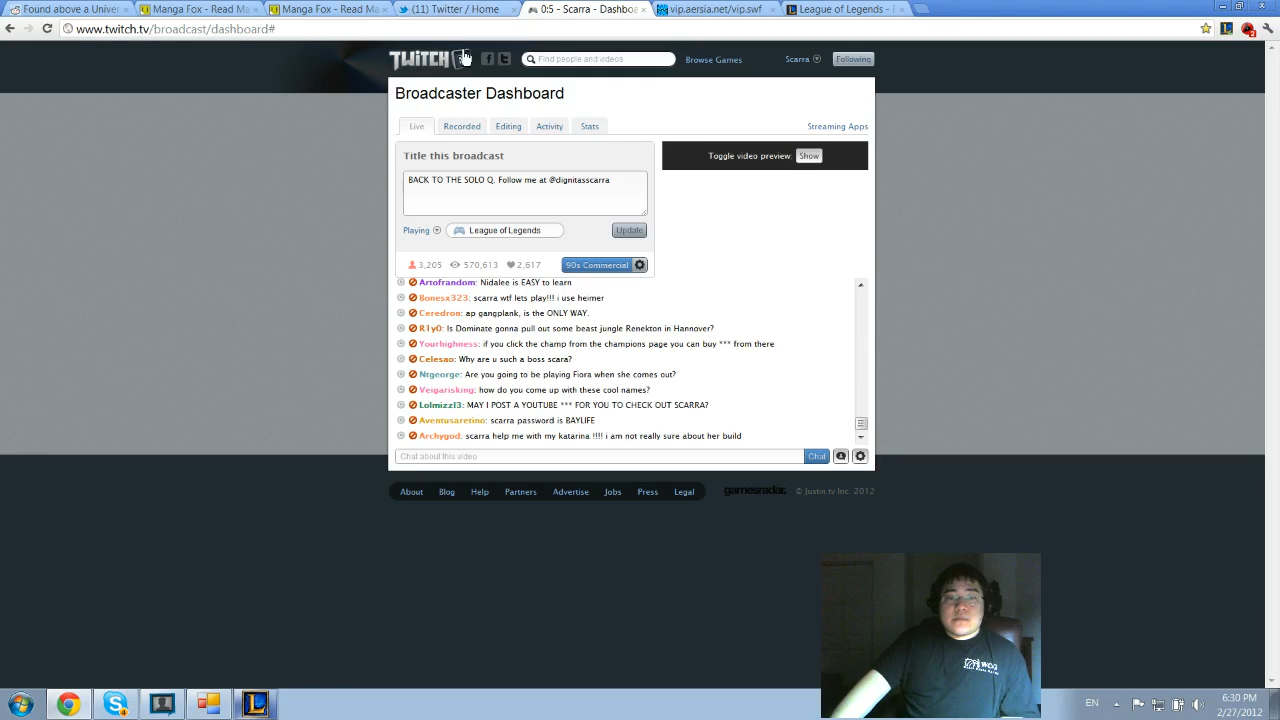 Found above a Univer
Manga Fox - Read Ma
Manga Fox - Read Ma
(11) Twitter / Home
0:5 - Scarra - Dashboa
vip.aersia.net/vip.swf
League of Legends -
www.twitch.tv/broadcast/dashboard#
TWITCH
Find people and videos
Browse Games
Scarra
Following
Broadcaster Dashboard
Live
Recorded
Editing
Activity
Stats
Streaming Apps
Title this broadcast
Toggle video preview: Show
BACK TO THE SOLO Q. Follow me at @dignitasscarra
Playing
League of Legends
Update
3,205
570,613
2,617
90s Commercial
Artofrandom: Nidalee is EASY to learn
Bonesx323: scarra wtf lets play!!! i use heimer
Ceredron: ap gangplank, is the ONLY WAY.
R1y0: Is Dominate gonna pull out some beast jungle Renekton in Hannover?
Yourhighness: if you click the champ from the champions page you can buy *** from there
Celesao: Why are u such a boss scara?
Ntgeorge: Are you going to be playing Fiora when she comes out?
Veigarisking: how do you come up with these cool names?
Lolmizzl3: MAY I POST A YOUTUBE *** FOR YOU TO CHECK OUT SCARRA?
Aventusaretino: scarra password is BAYLIFE
Archygod: scarra help me with my katarina !!!! i am not really sure about her build
Chat about this video
Chat
About
Blog
Help
Partners
Advertise
Jobs
Press
Legal
gamesradar.
© Justin.tv Inc. 2012
EN
6:30 PM
2/27/2012